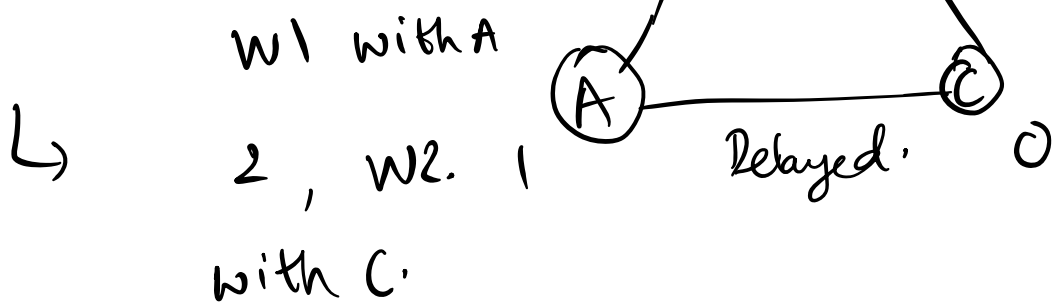 W1 with A
2, W2. 1
with C.
A
C
Delayed.
0